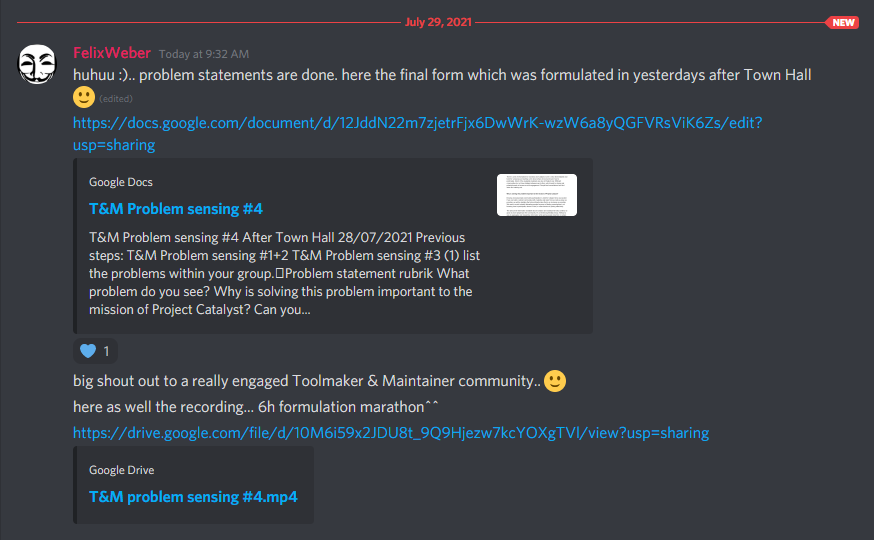 July 29, 2021
NEW
FelixWeber Today at 9:32 AM
huhuu :).. problem statements are done. here the final form which was formulated in yesterdays after Town Hall
(edited)
https://docs.google.com/document/d/12JddN22m7zjetrFjx6DwWrK-wzW6a8yQGFVRsViK6Zs/edit?
usp=sharing
Google Docs
T&M Problem sensing #4
T&M Problem sensing #4 After Town Hall 28/07/2021 Previous
steps: T&M Problem sensing #1+2 T&M Problem sensing #3 (1) list
the problems within your group.Problem statement rubrik What
problem do you see? Why is solving this problem important to the
mission of Project Catalyst? Can you...
1
big shout out to a really engaged Toolmaker & Maintainer community..
here as well the recording... 6h formulation marathon^^
https://drive.google.com/file/d/10M6i59x2JDU8t_9Q9Hjezw7kcYOXgTVl/view?usp=sharing
Google Drive
T&M problem sensing #4.mp4